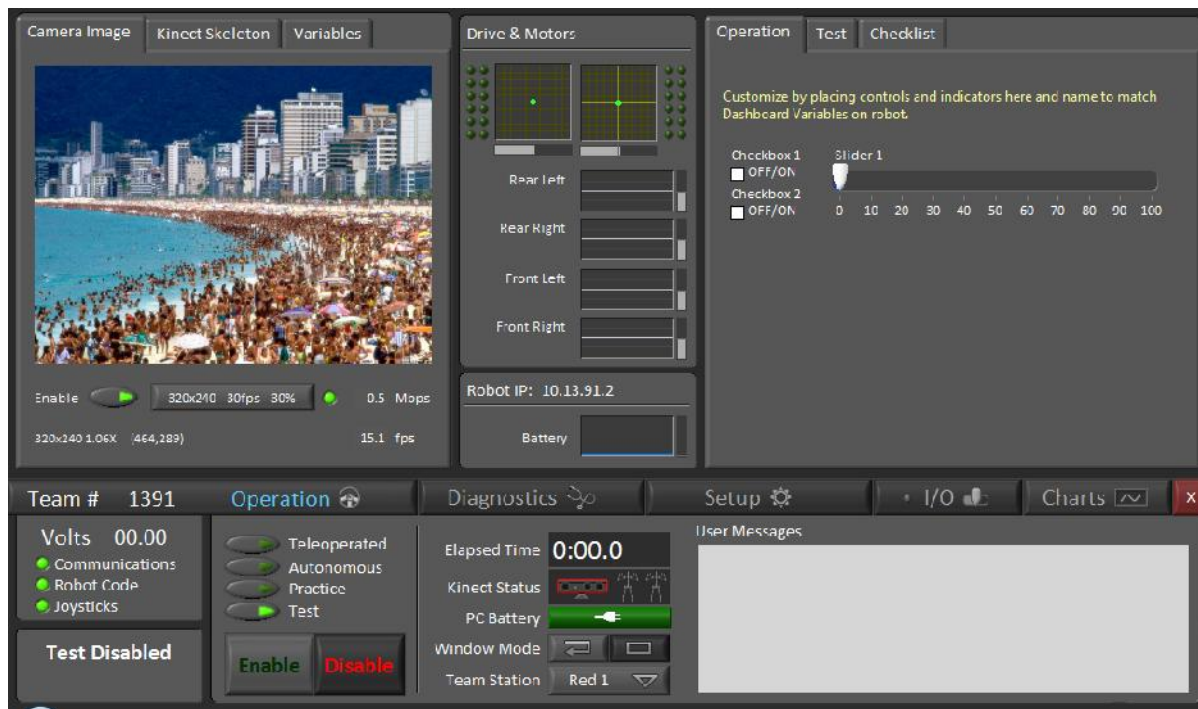 Camera Image Kinect Skeleton Variables
Enable 320x240 30fps 30% 0.5 Mops
320x240 1.06X (464,289) 15.1 fps
Drive & Motors
Rear Left
Rear Right
Front Left
Front Right
Robot IP: 10.13.91.2
Battery
Operation Test Checklist
Customize by placing controls and indicators here and name to match
Dashboard Variables on robot.
Checkbox 1
OFF/ON
Checkbox 2
OFF/ON
Slider 1
0 10 20 30 40 50 60 70 80 90 100
Team # 1391 Operation Diagnostics Setup I/O Charts X
Volts 00.00
Communications
Robot Code
Joysticks
Test Disabled
Teleoperated
Autonomous
Practice
Test
Enable Disable
Elapsed Time 0:00.0
Kinect Status
PC Battery
Window Mode
Team Station Red 1
User Messages